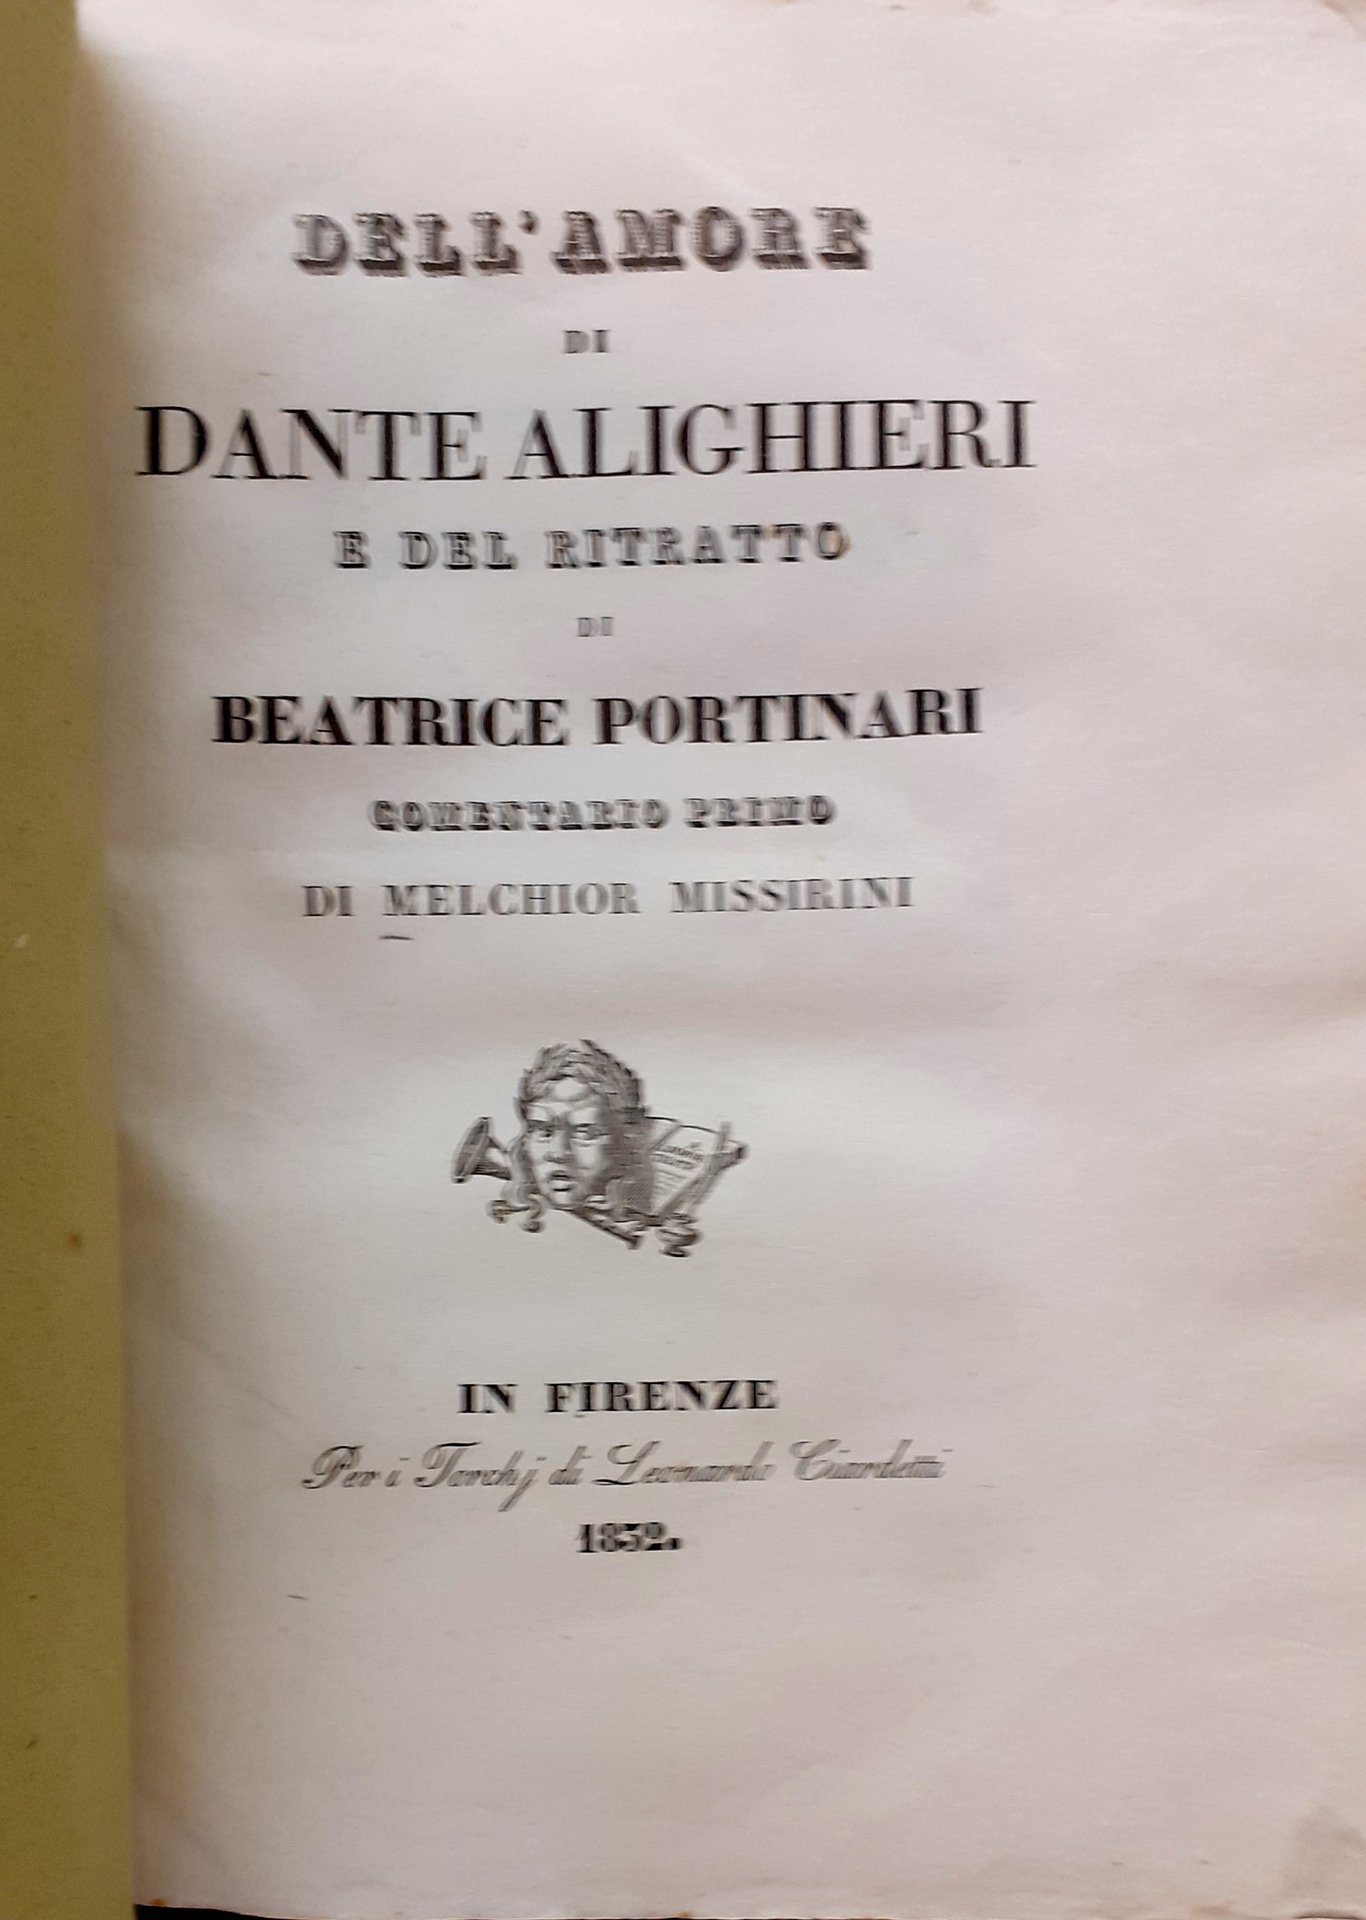 DELL'AMORE
DI
DANTE ALIGHIERI
E DEL RITRATTO
DI
BEATRICE PORTINARI
COMENTARIO PRIMO
DI MELCHIOR MISSIRINI
IN FIRENZE
Per i Torchj di Leonardo Ciardetti
1832.